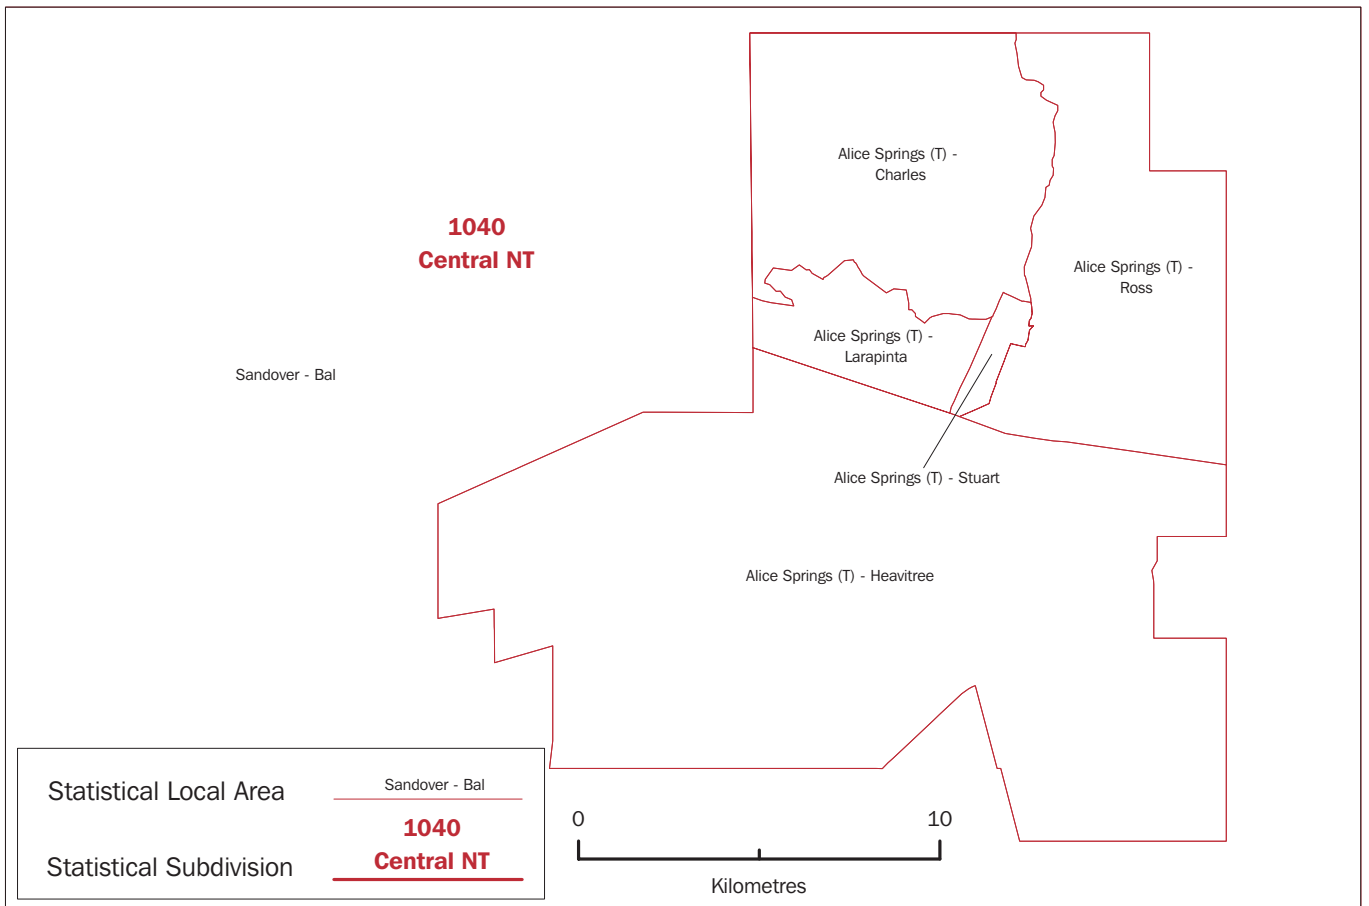 Alice Springs (T) -
Charles
1040
Central NT
Alice Springs (T) -
Ross
Alice Springs (T) -
Larapinta
Sandover - Bal
Alice Springs (T) - Stuart
Alice Springs (T) - Heavitree
Statistical Local Area
Sandover - Bal
1040
Central NT
Statistical Subdivision
0
10
Kilometres